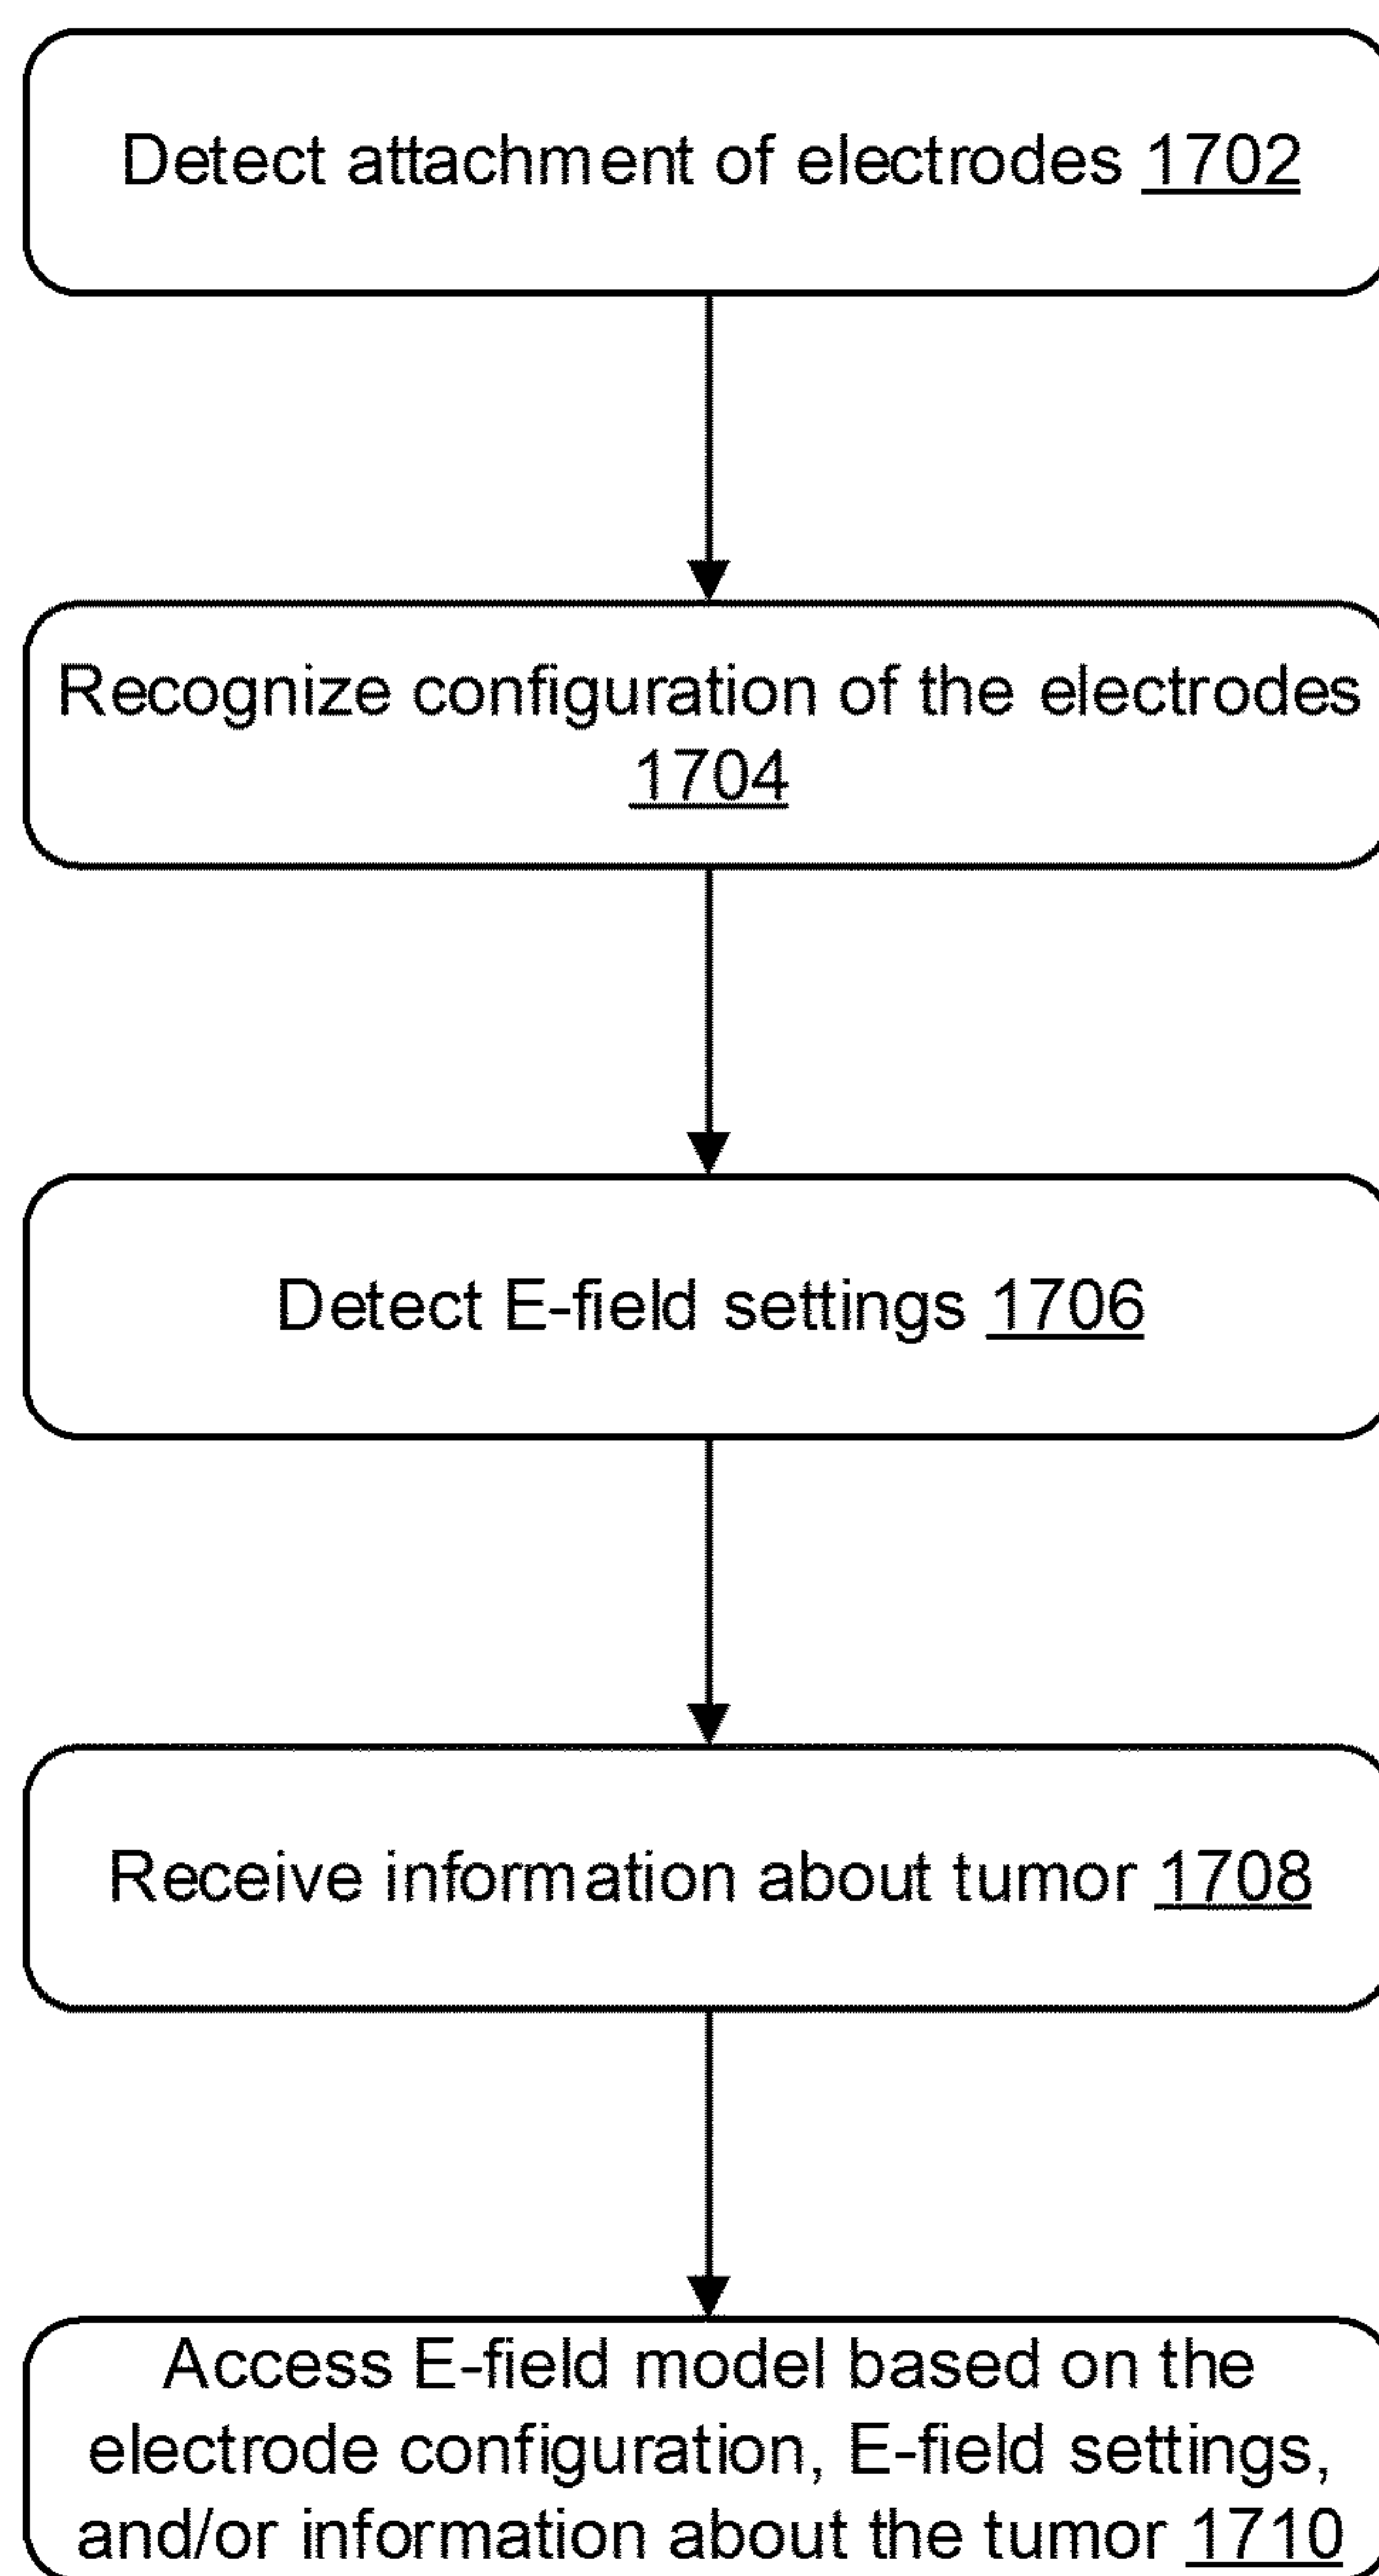 Detect attachment of electrodes 1702
Recognize configuration of the electrodes
1704
Detect E-field settings 1706
Receive information about tumor 1708
Access E-field model based on the
electrode configuration, E-field settings,
and/or information about the tumor 1710